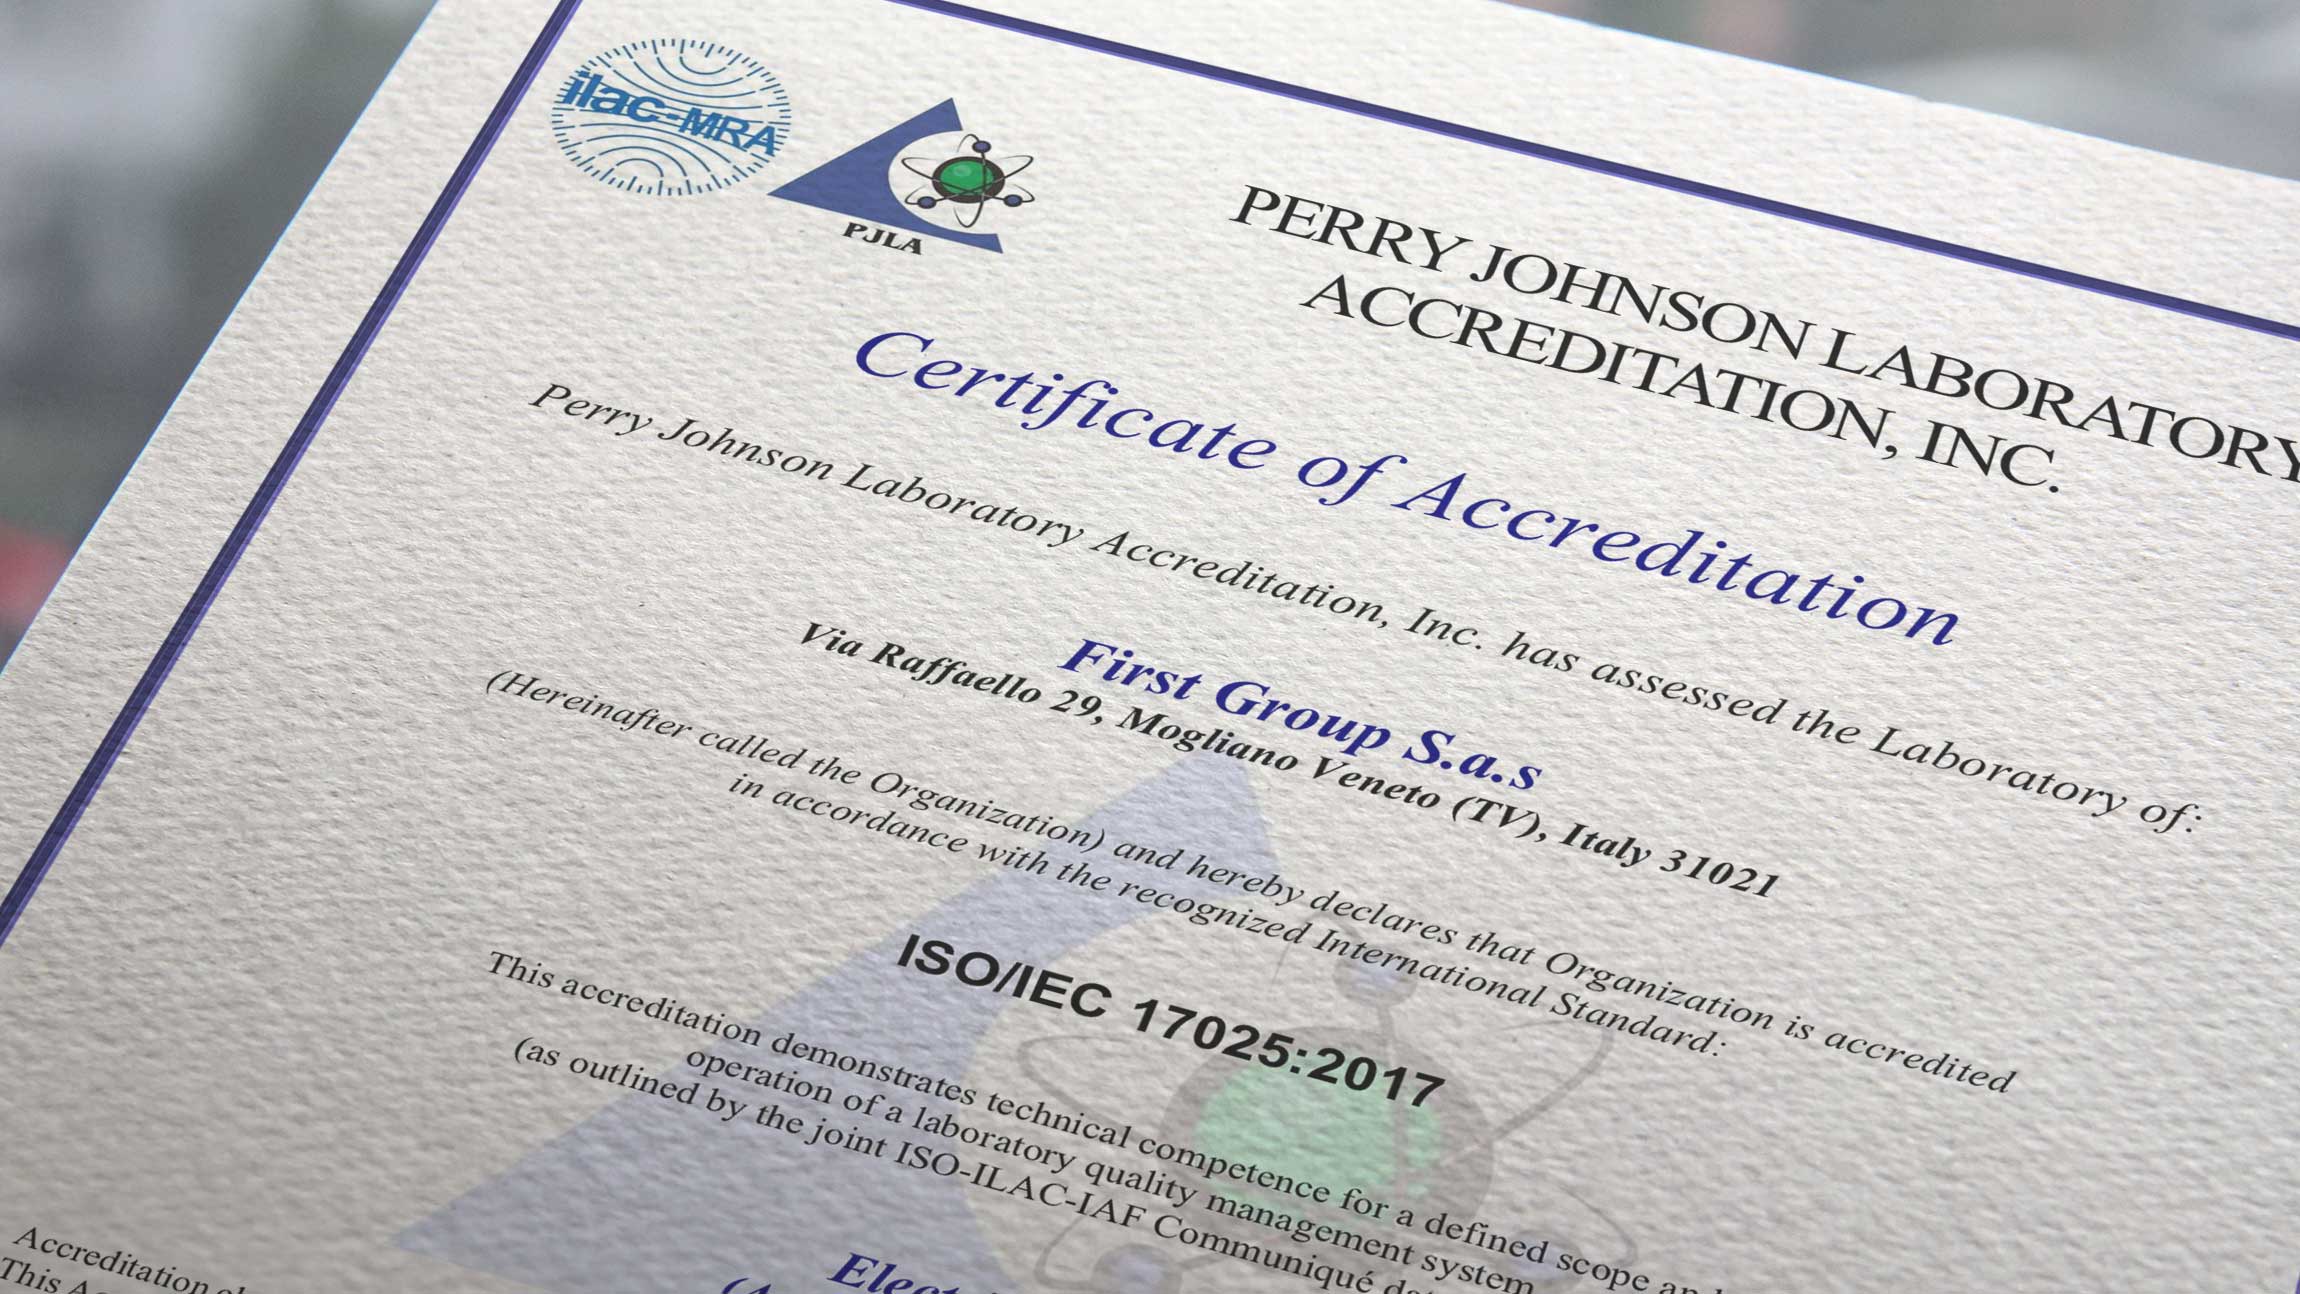 ilac-MRA
PJLA
PERRY JOHNSON LABORATORY
ACCREDITATION, INC.
Certificate of Accreditation
Perry Johnson Laboratory Accreditation, Inc. has assessed the Laboratory of:
First Group S.a.s
Via Raffaello 29, Mogliano Veneto (TV), Italy 31021
(Hereinafter called the Organization) and hereby declares that Organization is accredited
in accordance with the recognized International Standard:
ISO/IEC 17025:2017
This accreditation demonstrates technical competence for a defined scope
operation of a laboratory quality management system
(as outlined by the joint ISO-ILAC-IAF Communiqué
Accreditation
This